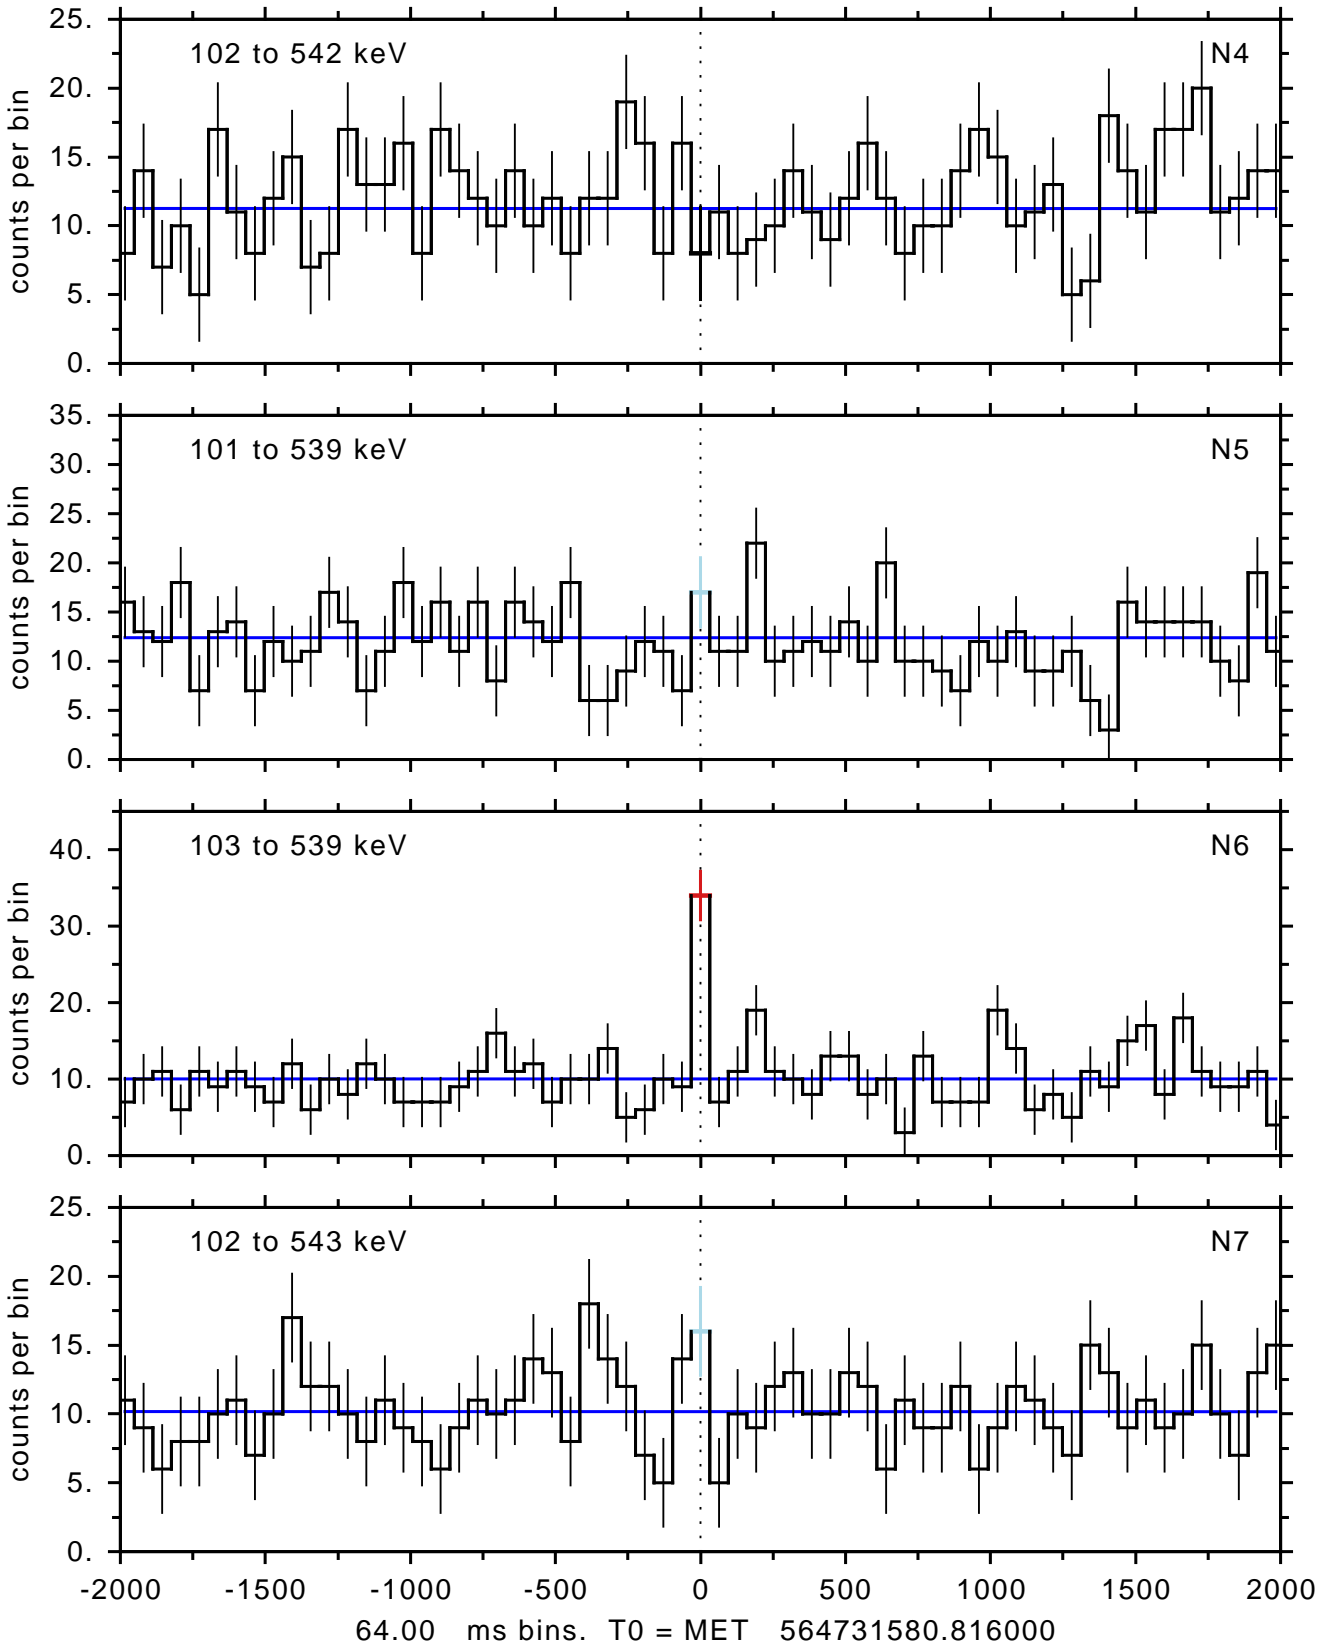 25.
102 to 542 keV N4
20.
15.
10.
5.
0.
counts per bin
35.
101 to 539 keV N5
30.
25.
20.
15.
10.
5.
0.
counts per bin
103 to 539 keV N6
40.
30.
20.
10.
0.
counts per bin
25.
102 to 543 keV N7
20.
15.
10.
5.
0.
counts per bin
-2000 -1500 -1000 -500 0 500 1000 1500 2000
64.00 ms bins. T0 = MET 564731580.816000